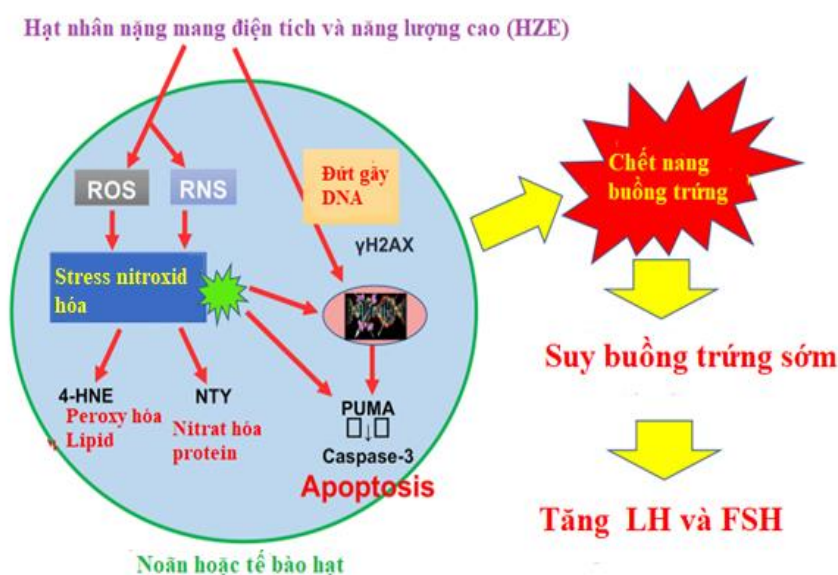 Hạt nhân nặng mang điện tích và năng lượng cao (HZE)
ROS
RNS
Đứt gãy
DNA
γH2AX
Stress nitroxid
hóa
4-HNE
Peroxy hóa
Lipid
NTY
Nitrat hóa
protein
PUMA
□↓□
Caspase-3
Apoptosis
Noãn hoặc tế bào hạt
Chết nang
buồng trứng
Suy buồng trứng sớm
Tăng LH và FSH